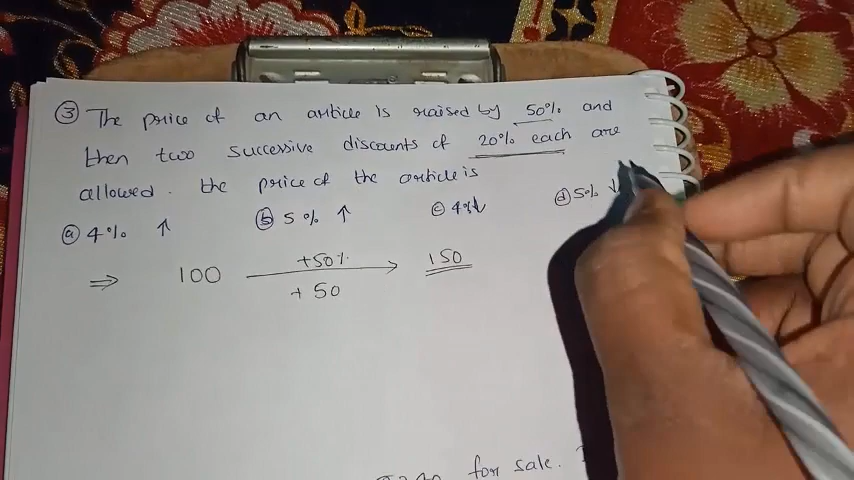 ③ The price of an article is raised by 50% and
then two successive discounts of 20% each are
allowed. the price of the article is
ⓐ 4% ↑ ⓑ 5% ↑ ⓒ 4%↓ ⓓ 5% ↓
⇒ 100 +50% → 150
+ 50
for sale.